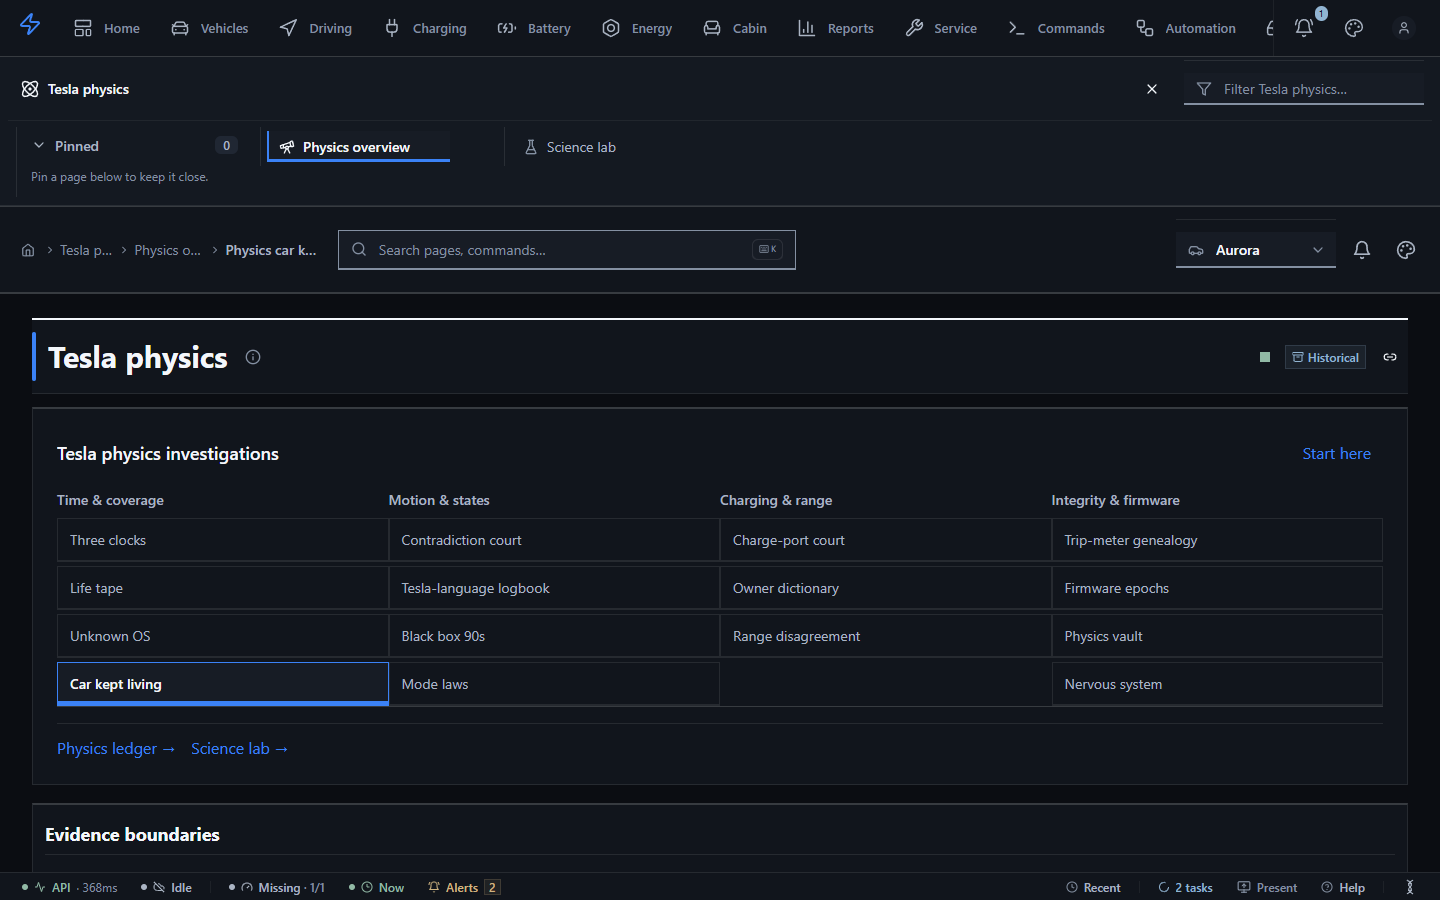 Home Vehicles Driving Charging Battery Energy Cabin Reports Service Commands Automation 1
Tesla physics
Filter Tesla physics...
Pinned 0
Pin a page below to keep it close.
Physics overview
Science lab
Tesla p... > Physics o... > Physics car k...
Search pages, commands...
K
Aurora
Tesla physics
Historical
Tesla physics investigations
Start here
Time & coverage Motion & states Charging & range Integrity & firmware
Three clocks Contradiction court Charge-port court Trip-meter genealogy
Life tape Tesla-language logbook Owner dictionary Firmware epochs
Unknown OS Black box 90s Range disagreement Physics vault
Car kept living Mode laws Nervous system
Physics ledger → Science lab →
Evidence boundaries
API · 368ms Idle Missing · 1/1 Now Alerts 2 Recent 2 tasks Present Help